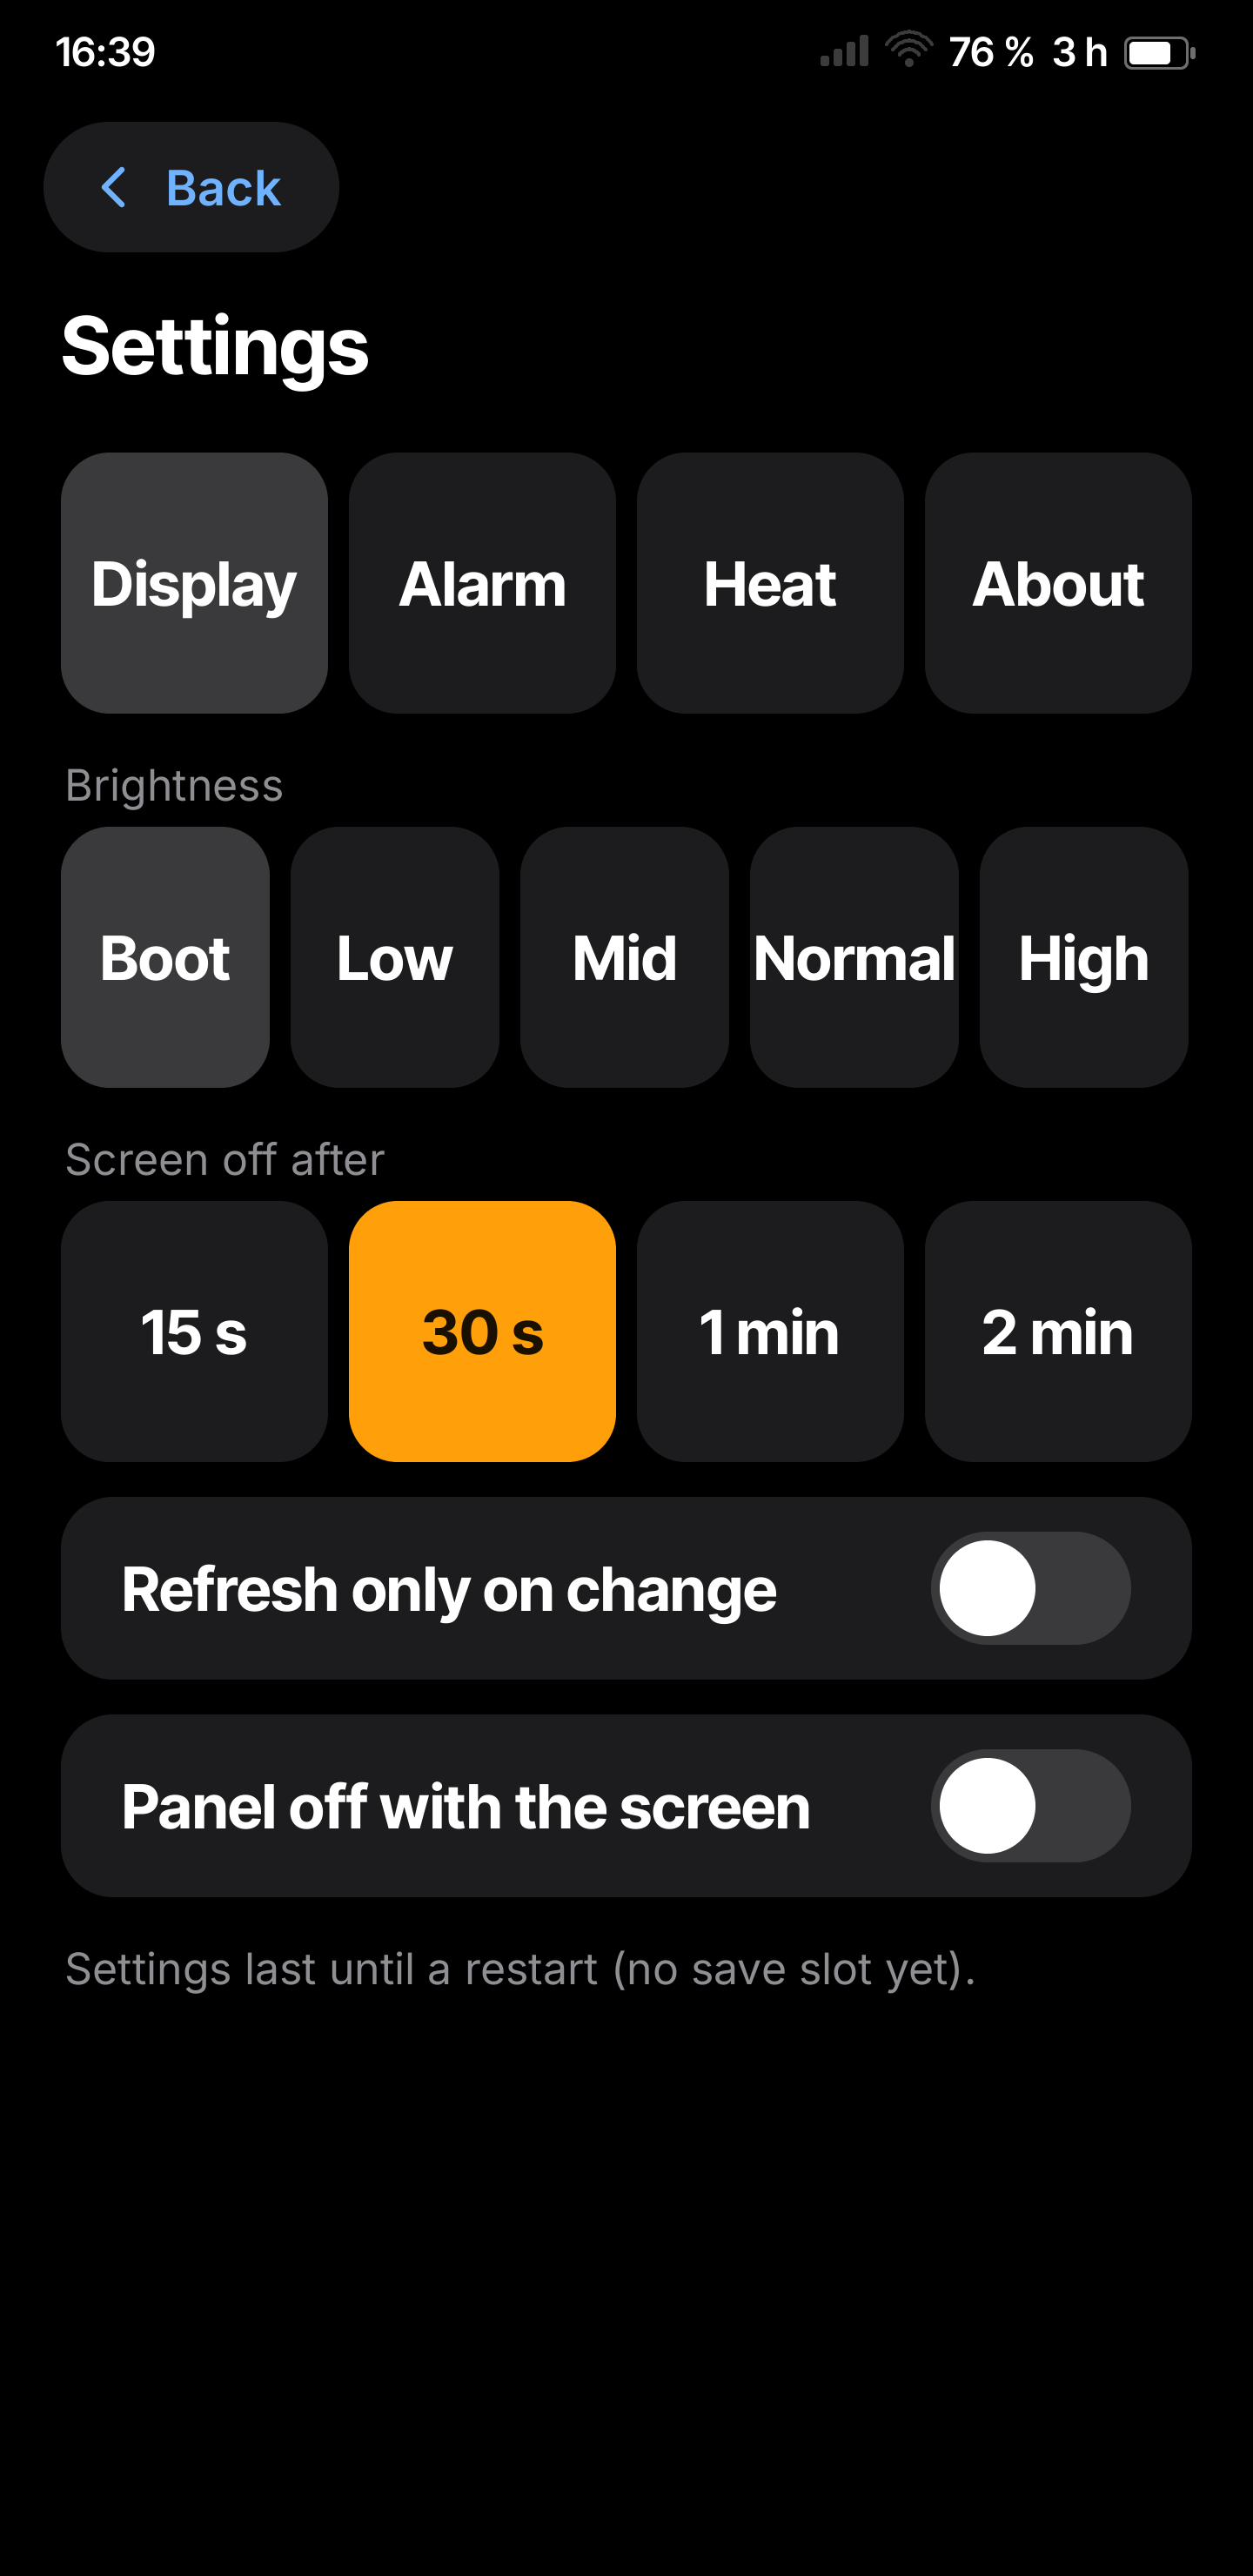 16:39 76 % 3 h
Back
Settings
Display Alarm Heat About
Brightness
Boot Low Mid Normal High
Screen off after
15 s 30 s 1 min 2 min
Refresh only on change
Panel off with the screen
Settings last until a restart (no save slot yet).